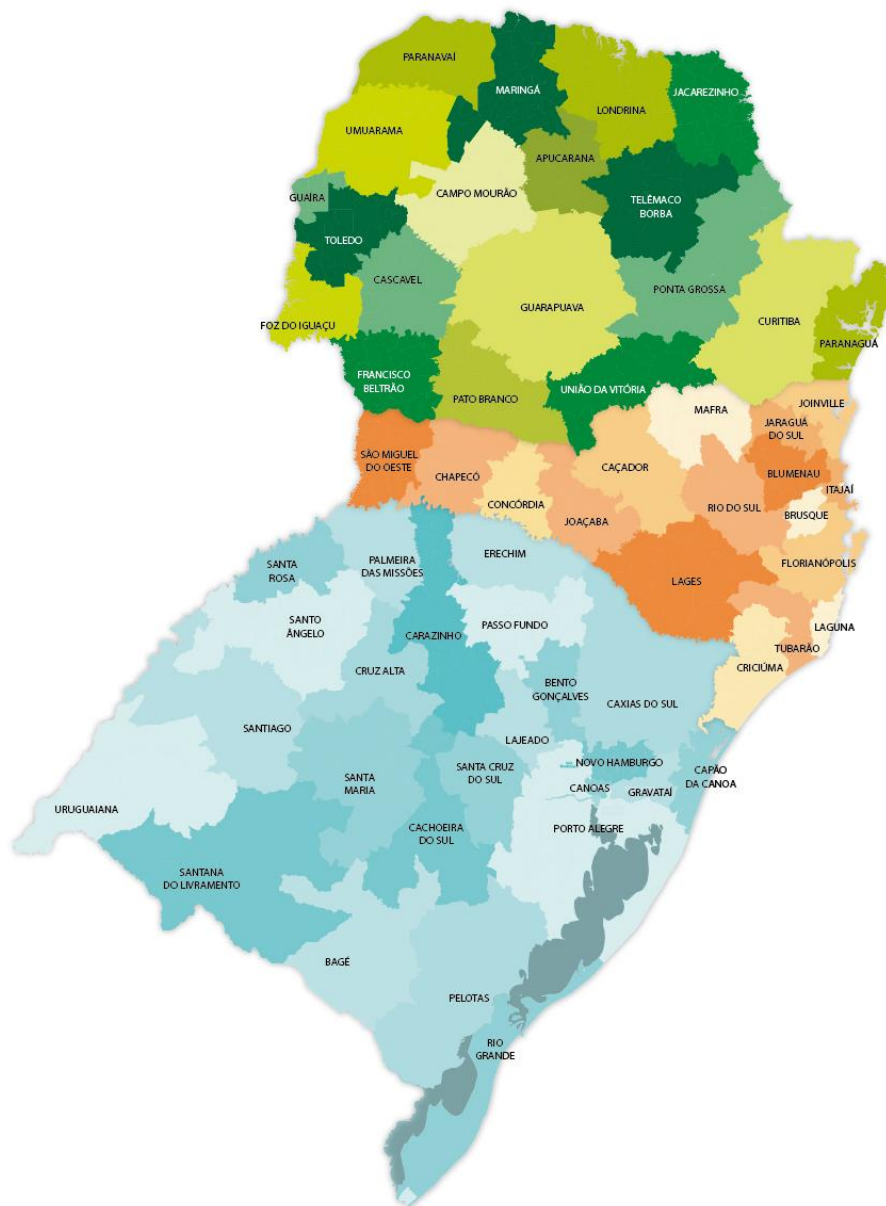 PARANAVAÍ
MARINGÁ
LONDRINA
JACAREZINHO
UMUARAMA
APUCARANA
CAMPO MOURÃO
TELÊMACO
BORBA
GUAÍRA
TOLEDO
CASCAVEL
GUARAPUAVA
PONTA GROSSA
CURITIBA
FOZ DO IGUAÇU
PARANAGUÁ
FRANCISCO
BELTRÃO
PATO BRANCO
UNIÃO DA VITÓRIA
MAFRA
JOINVILLE
JARAGUÁ
DO SUL
SÃO MIGUEL
DO OESTE
CHAPECÓ
CAÇADOR
BLUMENAU
ITAJAÍ
CONCÓRDIA
JOAÇABA
RIO DO SUL
BRUSQUE
FLORIANÓPOLIS
LAGES
LAGUNA
TUBARÃO
CRICIÚMA
SANTA
ROSA
PALMEIRA
DAS MISSÕES
ERECHIM
SANTO
ÂNGELO
CARAZINHO
PASSO FUNDO
CRUZ ALTA
BENTO
GONÇALVES
CAXIAS DO SUL
SANTIAGO
LAJEADO
SANTA
MARIA
SANTA CRUZ
DO SUL
NOVO HAMBURGO
CAPÃO
DA CANOA
CANOAS
GRAVATAÍ
URUGUAIANA
CACHOEIRA
DO SUL
PORTO ALEGRE
SANTANA
DO LIVRAMENTO
BAGÉ
PELOTAS
RIO
GRANDE